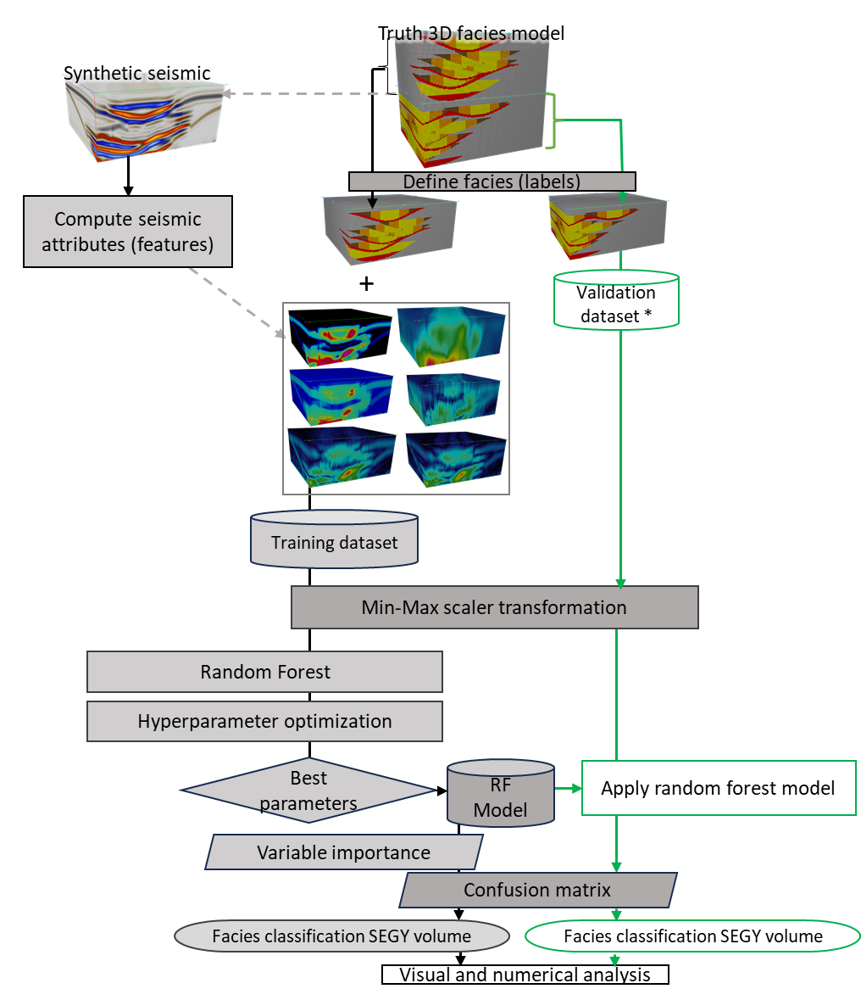 Truth 3D facies model
Synthetic seismic
Define facies (labels)
Compute seismic
attributes (features)
+
Validation
dataset *
Training dataset
Min-Max scaler transformation
Random Forest
Hyperparameter optimization
Best
parameters
RF
Model
Apply random forest model
Variable importance
Confusion matrix
Facies classification SEGY volume
Facies classification SEGY volume
Visual and numerical analysis